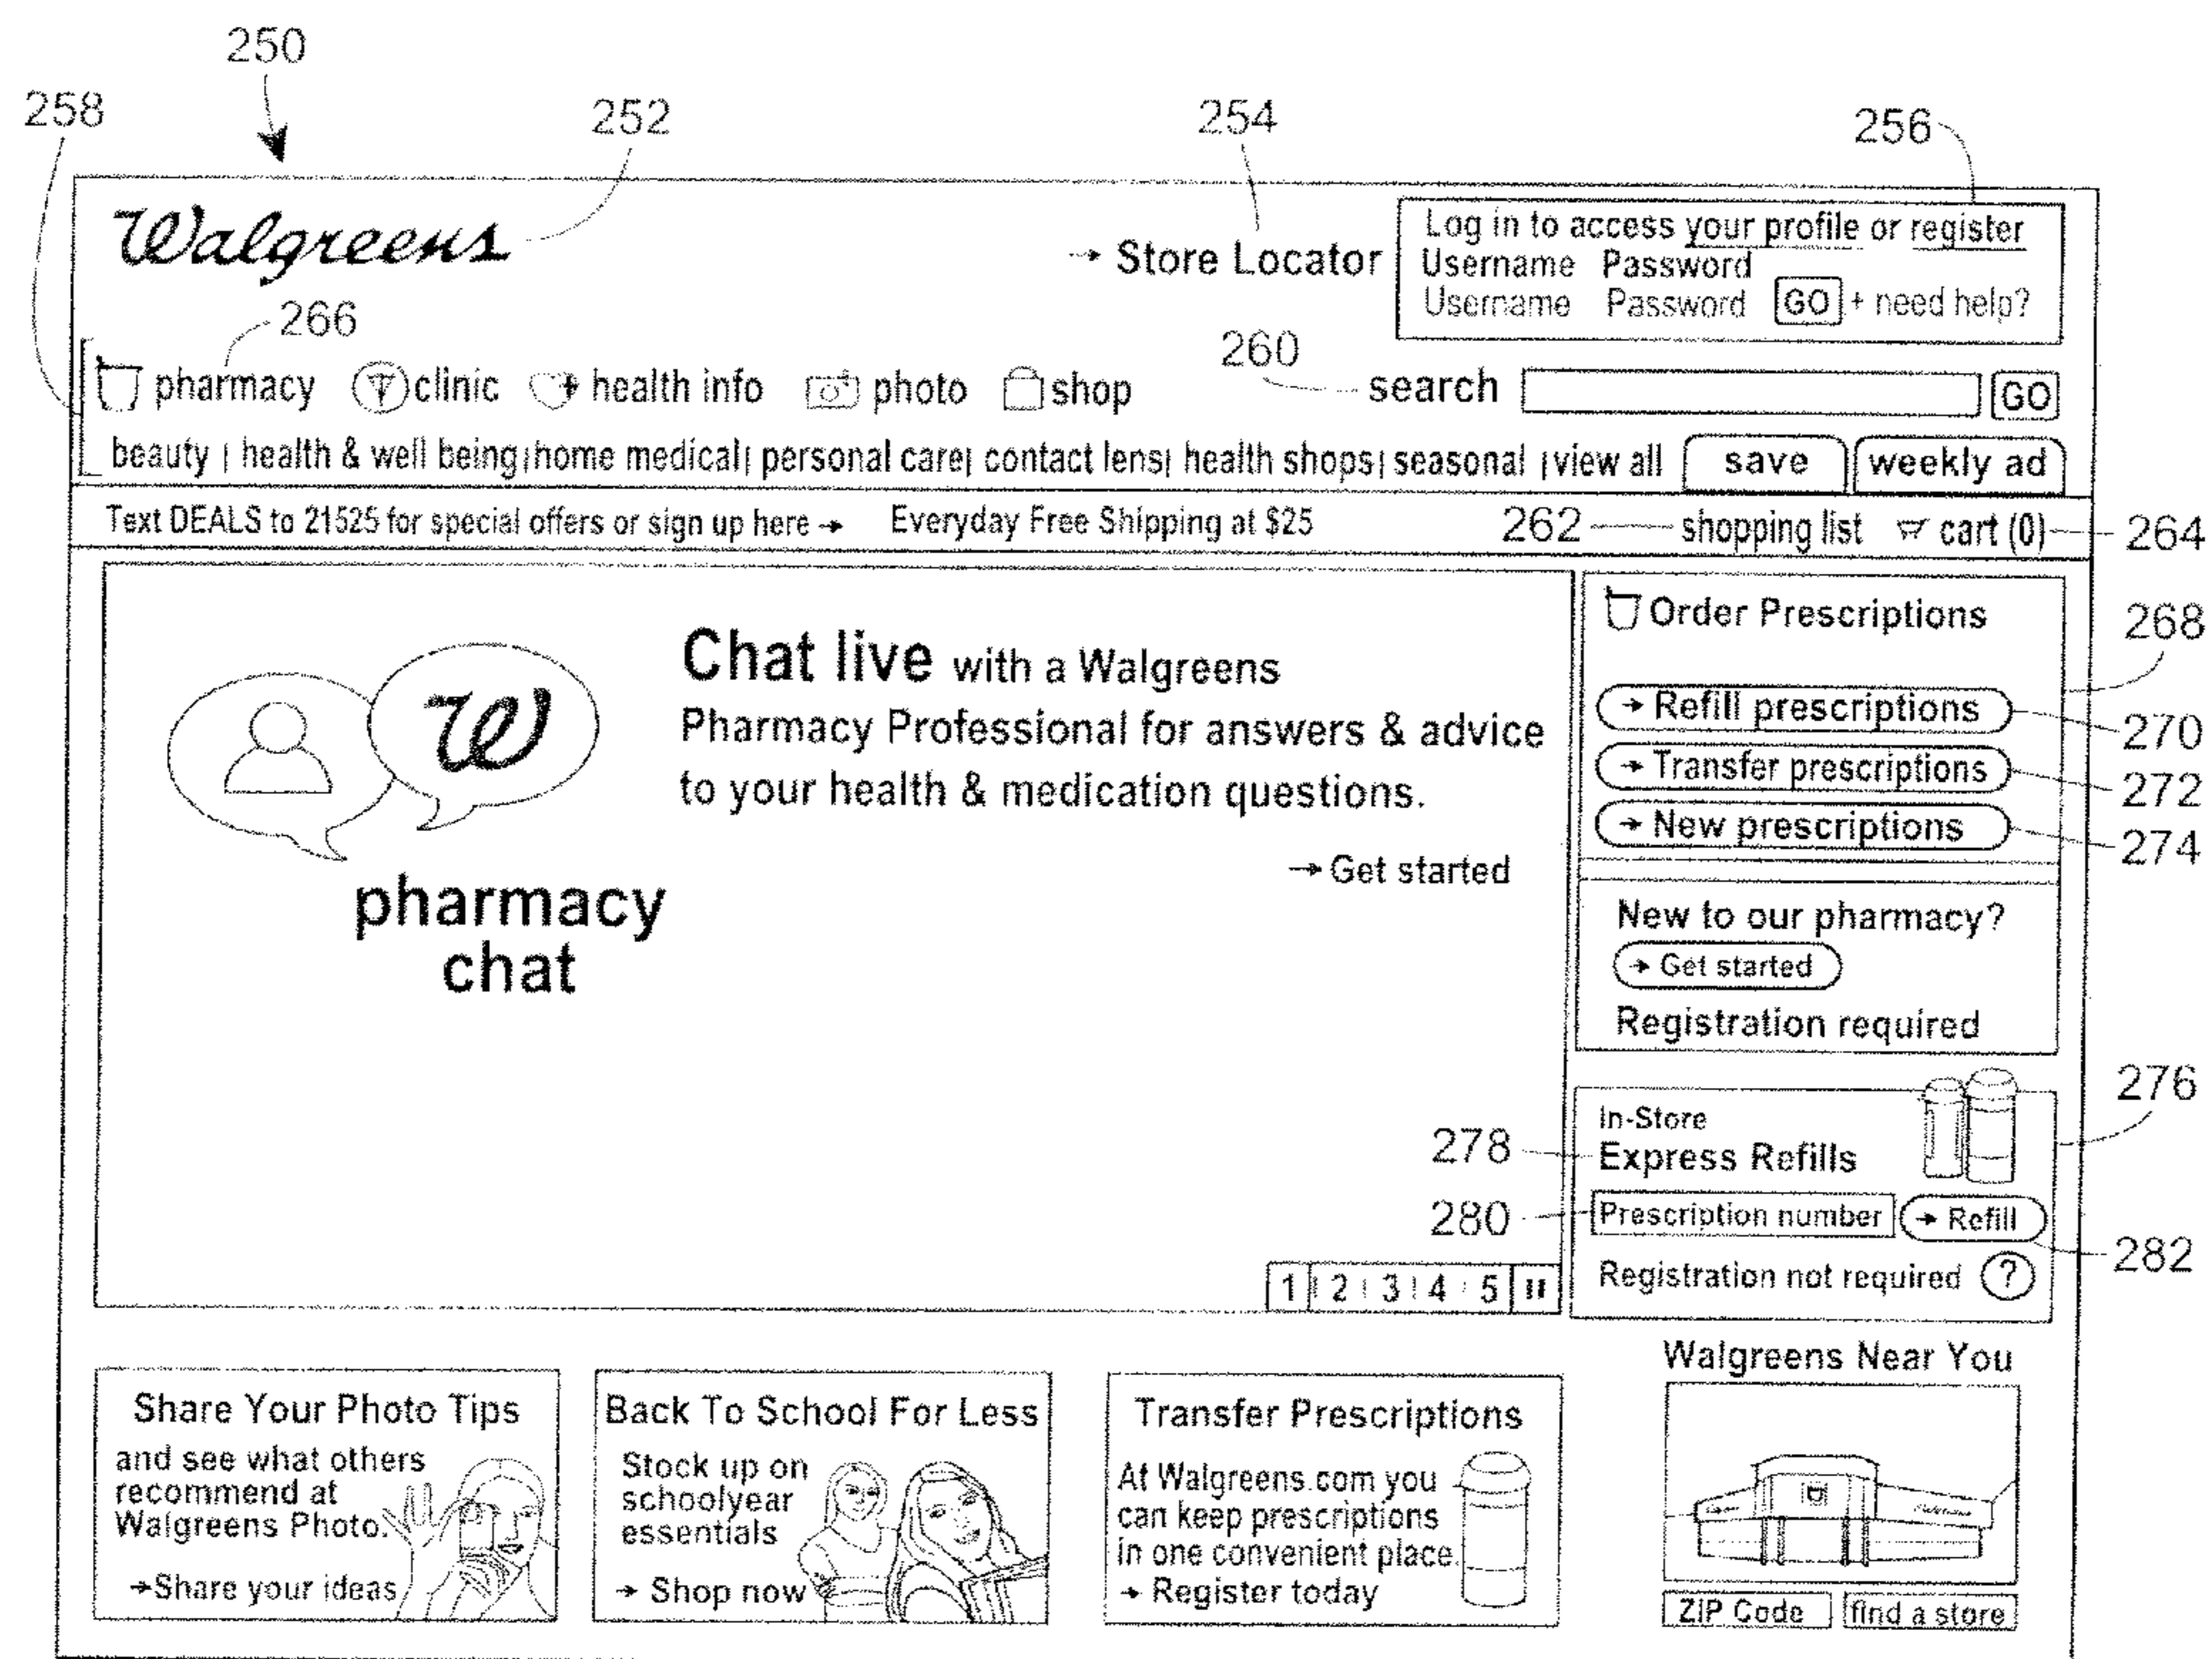 250
258
252
254
256
Walgreens
→ Store Locator
Log in to access your profile or register
Username Password
Username Password GO + need help?
266
260
pharmacy clinic health info photo shop
search GO
beauty | health & well being | home medical | personal care | contact lens | health shops | seasonal | view all
save weekly ad
Text DEALS to 21525 for special offers or sign up here → Everyday Free Shipping at $25
262 shopping list cart (0) 264
W
Chat live with a Walgreens
Pharmacy Professional for answers & advice
to your health & medication questions.
→ Get started
pharmacy
chat
1 | 2 | 3 | 4 | 5 II
Order Prescriptions
268
→ Refill prescriptions
270
→ Transfer prescriptions
272
→ New prescriptions
274
New to our pharmacy?
→ Get started
Registration required
276
In-Store
278 Express Refills
280 Prescription number → Refill
282
Registration not required ?
Share Your Photo Tips
and see what others
recommend at
Walgreens Photo.
→Share your ideas
Back To School For Less
Stock up on
schoolyear
essentials
→ Shop now
Transfer Prescriptions
At Walgreens.com you
can keep prescriptions
in one convenient place.
→ Register today
Walgreens Near You
ZIP Code find a store